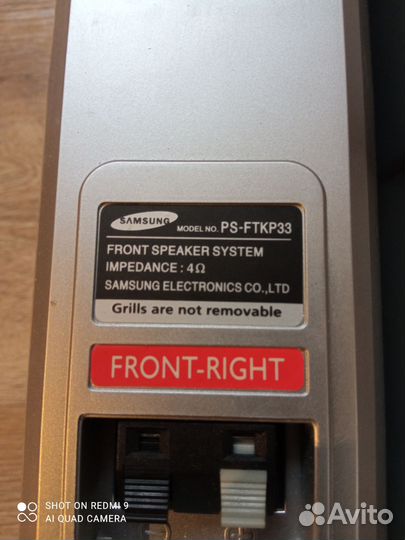 SAMSUNG MODEL NO. PS-FTKP33
FRONT SPEAKER SYSTEM
IMPEDANCE : 4Ω
SAMSUNG ELECTRONICS CO.,LTD
Grills are not removable
FRONT-RIGHT
SHOT ON REDMI 9
AI QUAD CAMERA
Avito